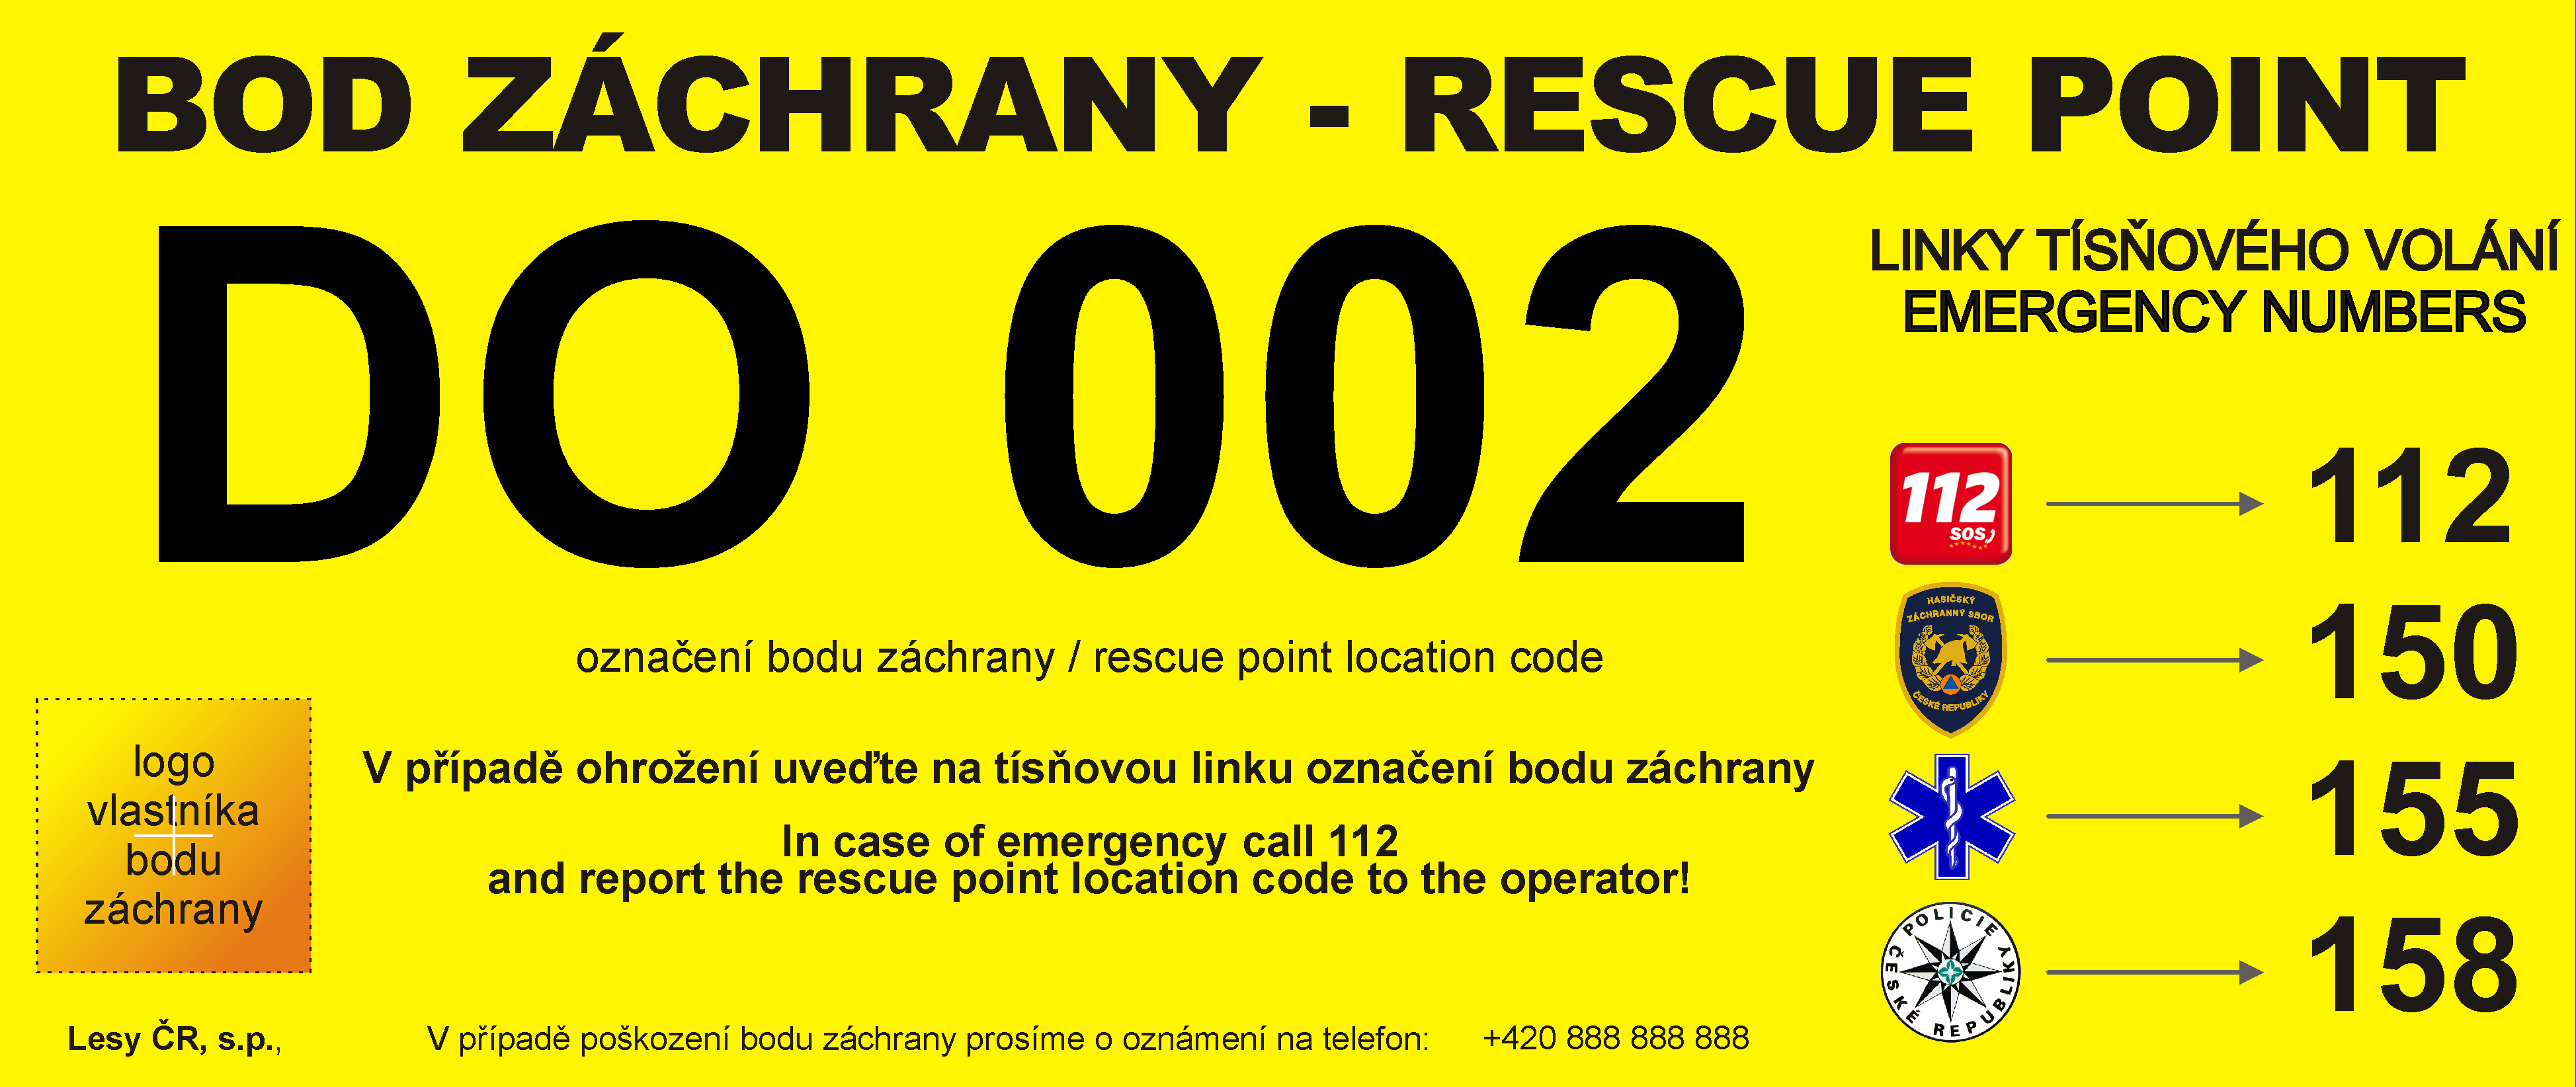 BOD ZÁCHRANY - RESCUE POINT
DO 002
LINKY TÍSŇOVÉHO VOLÁNÍ
EMERGENCY NUMBERS
112
SOS
112
HASIČSKÝ
ZÁCHRANNÝ SBOR
ČESKÉ REPUBLIKY
150
155
POLICIE
ČESKÉ REPUBLIKY
158
označení bodu záchrany / rescue point location code
V případě ohrožení uveďte na tísňovou linku označení bodu záchrany
In case of emergency call 112
and report the rescue point location code to the operator!
logo
vlastníka
bodu
záchrany
Lesy ČR, s.p.,
V případě poškození bodu záchrany prosíme o oznámení na telefon: +420 888 888 888